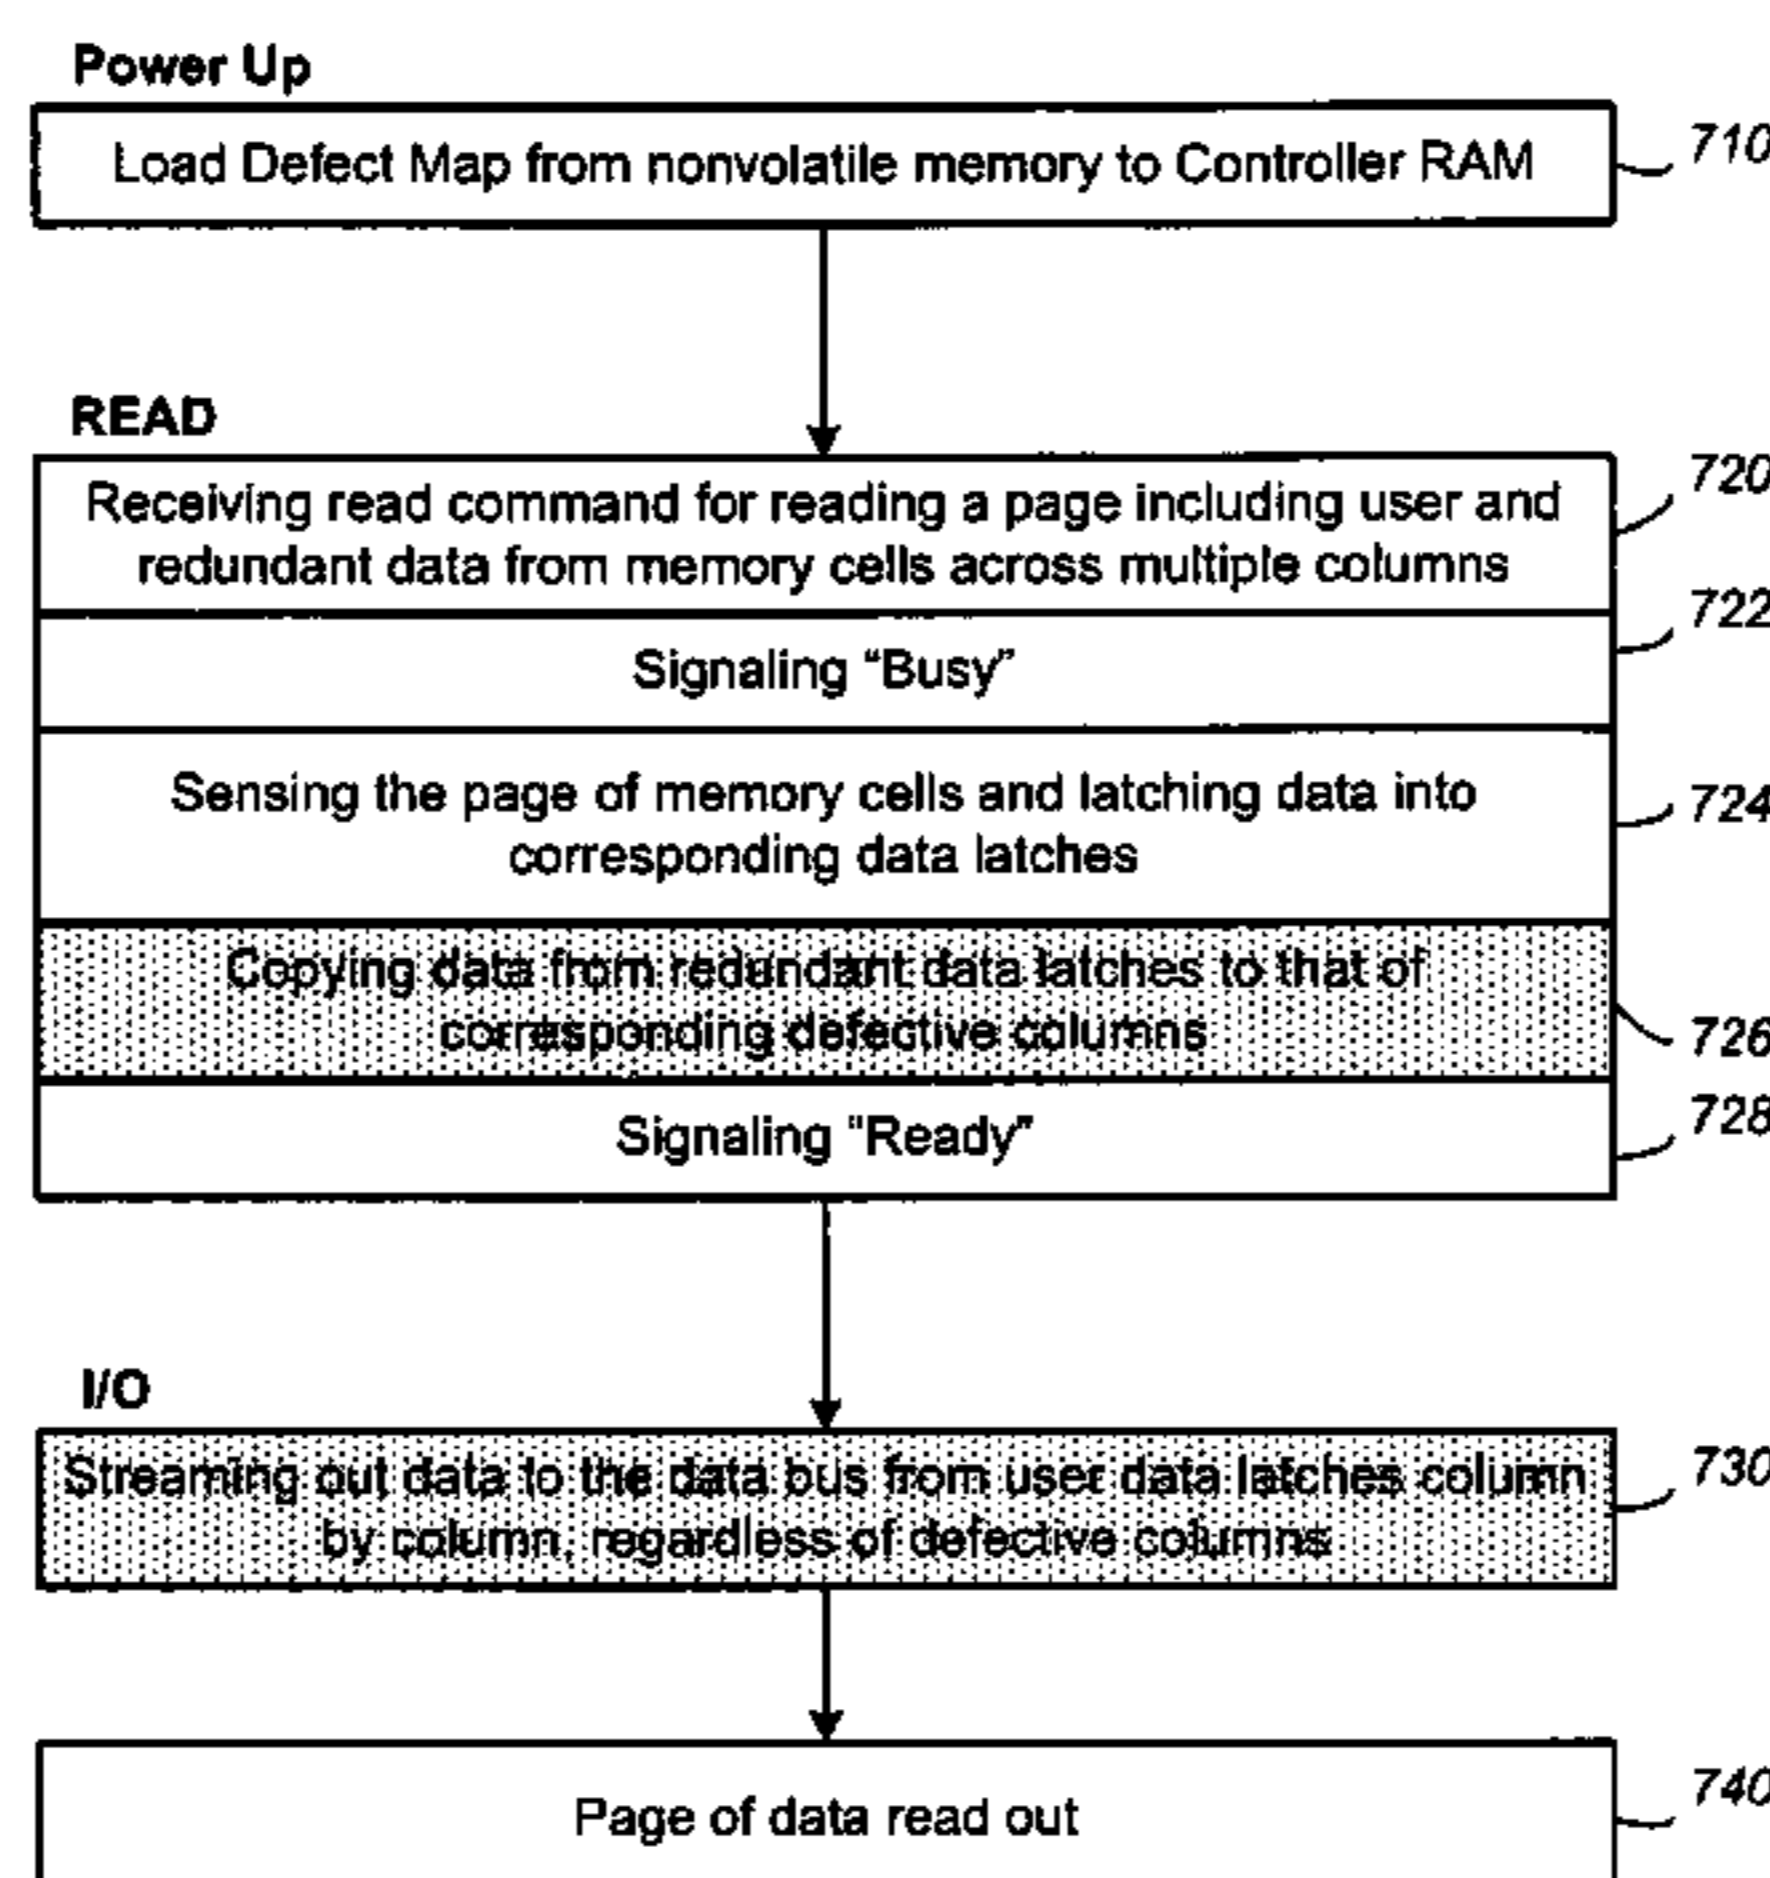 Power Up
Load Defect Map from nonvolatile memory to Controller RAM
710
READ
Receiving read command for reading a page including user and
redundant data from memory cells across multiple columns
720
722
Signaling “Busy”
Sensing the page of memory cells and latching data into
corresponding data latches
724
Copying data from redundant data latches to that of
corresponding defective columns
726
Signaling “Ready”
728
I/O
Streaming out data to the data bus from user data latches column
by column, regardless of defective columns
730
Page of data read out
740